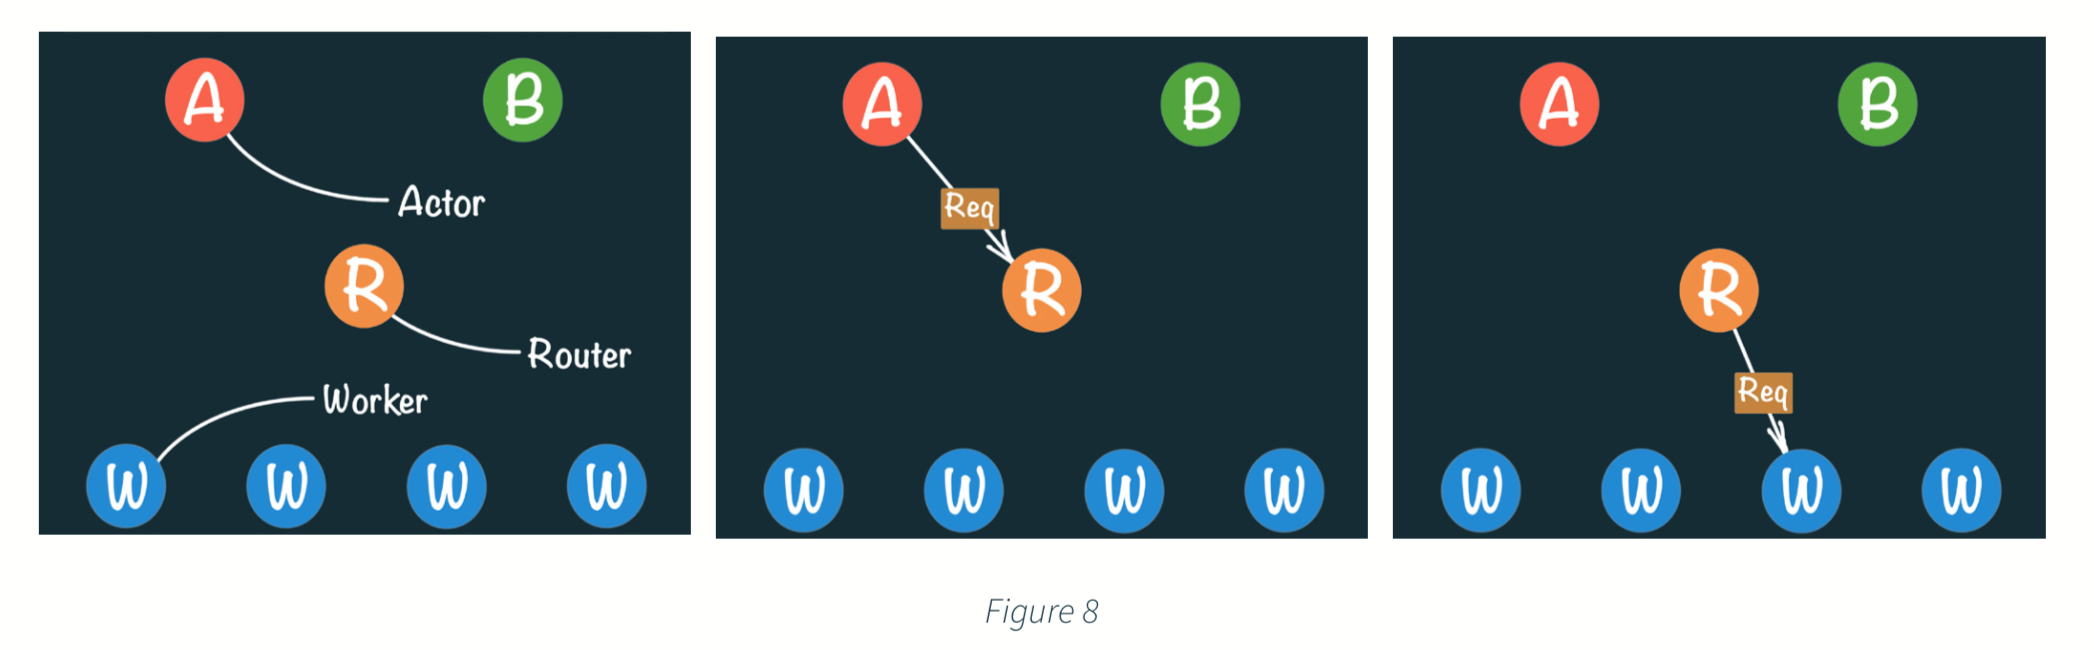 A B
Actor
R
Router
Worker
W W W W
A B
Req
R
W W W W
A B
R
Req
W W W W
Figure 8